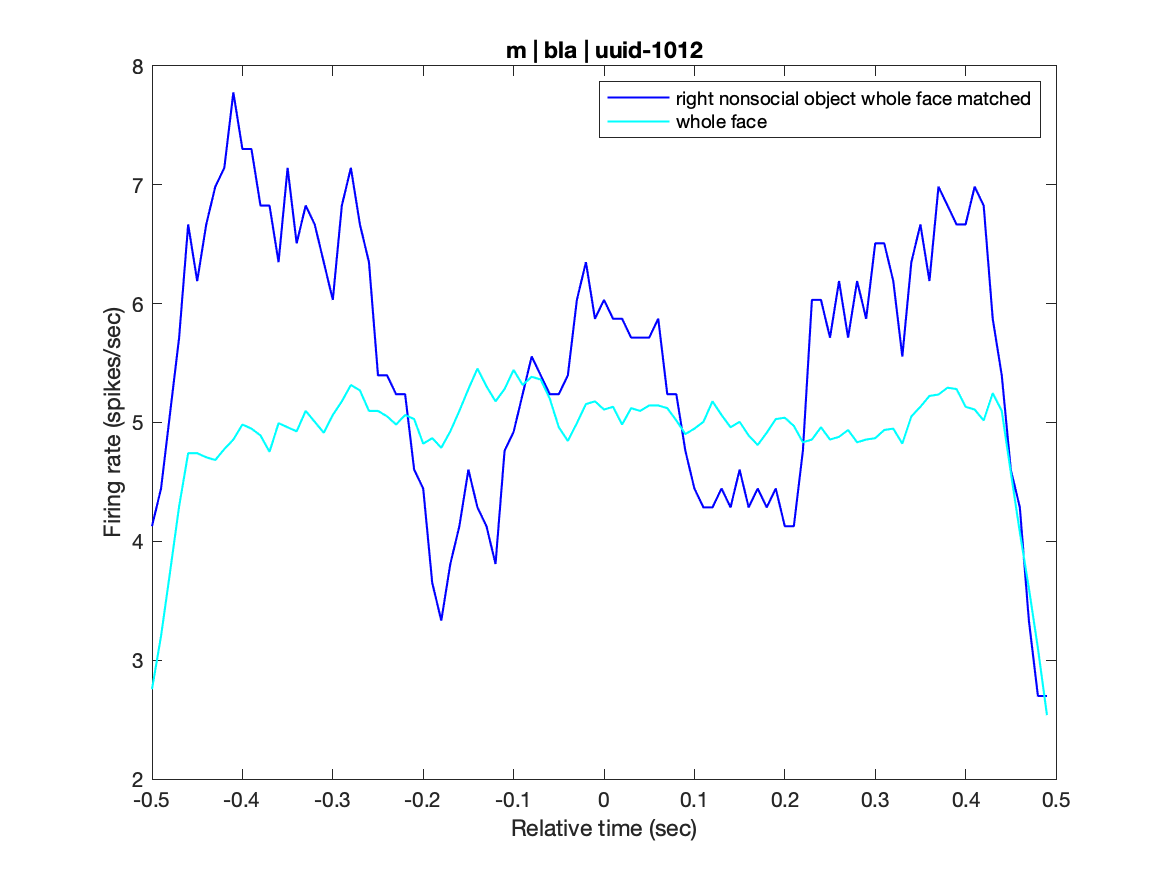 m | bla | uuid-1012
right nonsocial object whole face matched
whole face
8
7
6
5
4
3
2
Firing rate (spikes/sec)
-0.5 -0.4 -0.3 -0.2 -0.1 0 0.1 0.2 0.3 0.4 0.5
Relative time (sec)